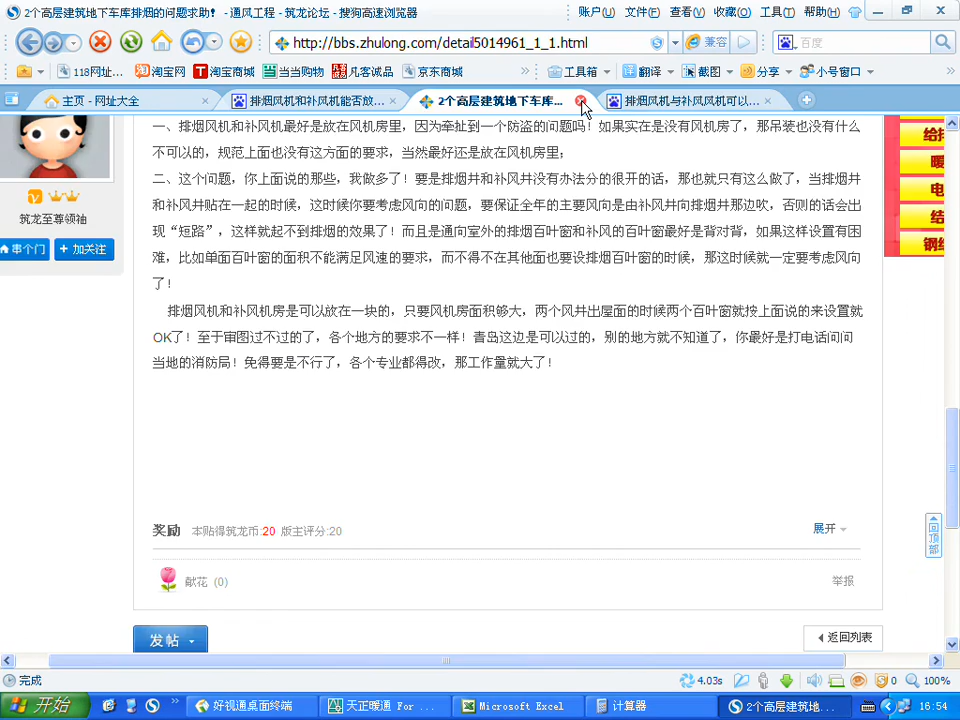 2个高层建筑地下车库排烟的问题求助! - 通风工程 - 筑龙论坛 - 搜狗高速浏览器
账户(U) 文件(F) 查看(V) 收藏(O) 工具(T) 帮助(H)
http://bbs.zhulong.com/detail5014961_1_1.html
兼容
百度
118网址... 淘宝网 淘宝商城 当当购物 凡客诚品 京东商城 » 工具箱 翻译 截图 分享 小号窗口 »
主页 - 网址大全
排烟风机和补风机能否放...
2个高层建筑地下车库...
排烟风机与补风风机可以...
一、排烟风机和补风机最好是放在风机房里，因为牵扯到一个防盗的问题吗！如果实在是没有风机房了，那吊装也没有什么
不可以的，规范上面也没有这方面的要求，当然最好还是放在风机房里；
二、这个问题，你上面说的那些，我做多了！要是排烟井和补风井没有办法分的很开的话，那也就只有这么做了，当排烟井
和补风井贴在一起的时候，这时候你要考虑风向的问题，要保证全年的主要风向是由补风井向排烟井那边吹，否则的话会出
现“短路”，这样就起不到排烟的效果了！而且是通向室外的排烟百叶窗和补风的百叶窗最好是背对背，如果这样设置有困
难，比如单面百叶窗的面积不能满足风速的要求，而不得不在其他面也要设排烟百叶窗的时候，那这时候就一定要考虑风向
了！
排烟风机和补风机房是可以放在一块的，只要风机房面积够大，两个风井出屋面的时候两个百叶窗就按上面说的来设置就
OK了！至于审图过不过的了，各个地方的要求不一样！青岛这边是可以过的，别的地方就不知道了，你最好是打电话问问
当地的消防局！免得要是不行了，各个专业都得改，那工作量就大了！
筑龙至尊领袖
串个门
+ 加关注
给排
暖
电
结
钢
奖励 本贴得筑龙币:20 版主评分:20
展开
回顶部
献花 (0)
举报
发帖
返回列表
完成
4.03s
0
100%
开始
»
好视通桌面终端
天正暖通 For ...
Microsoft Excel
计算器
2个高层建筑地...
16:54